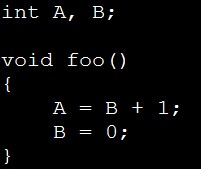 int A, B;

void foo()
{
    A = B + 1;
    B = 0;
}